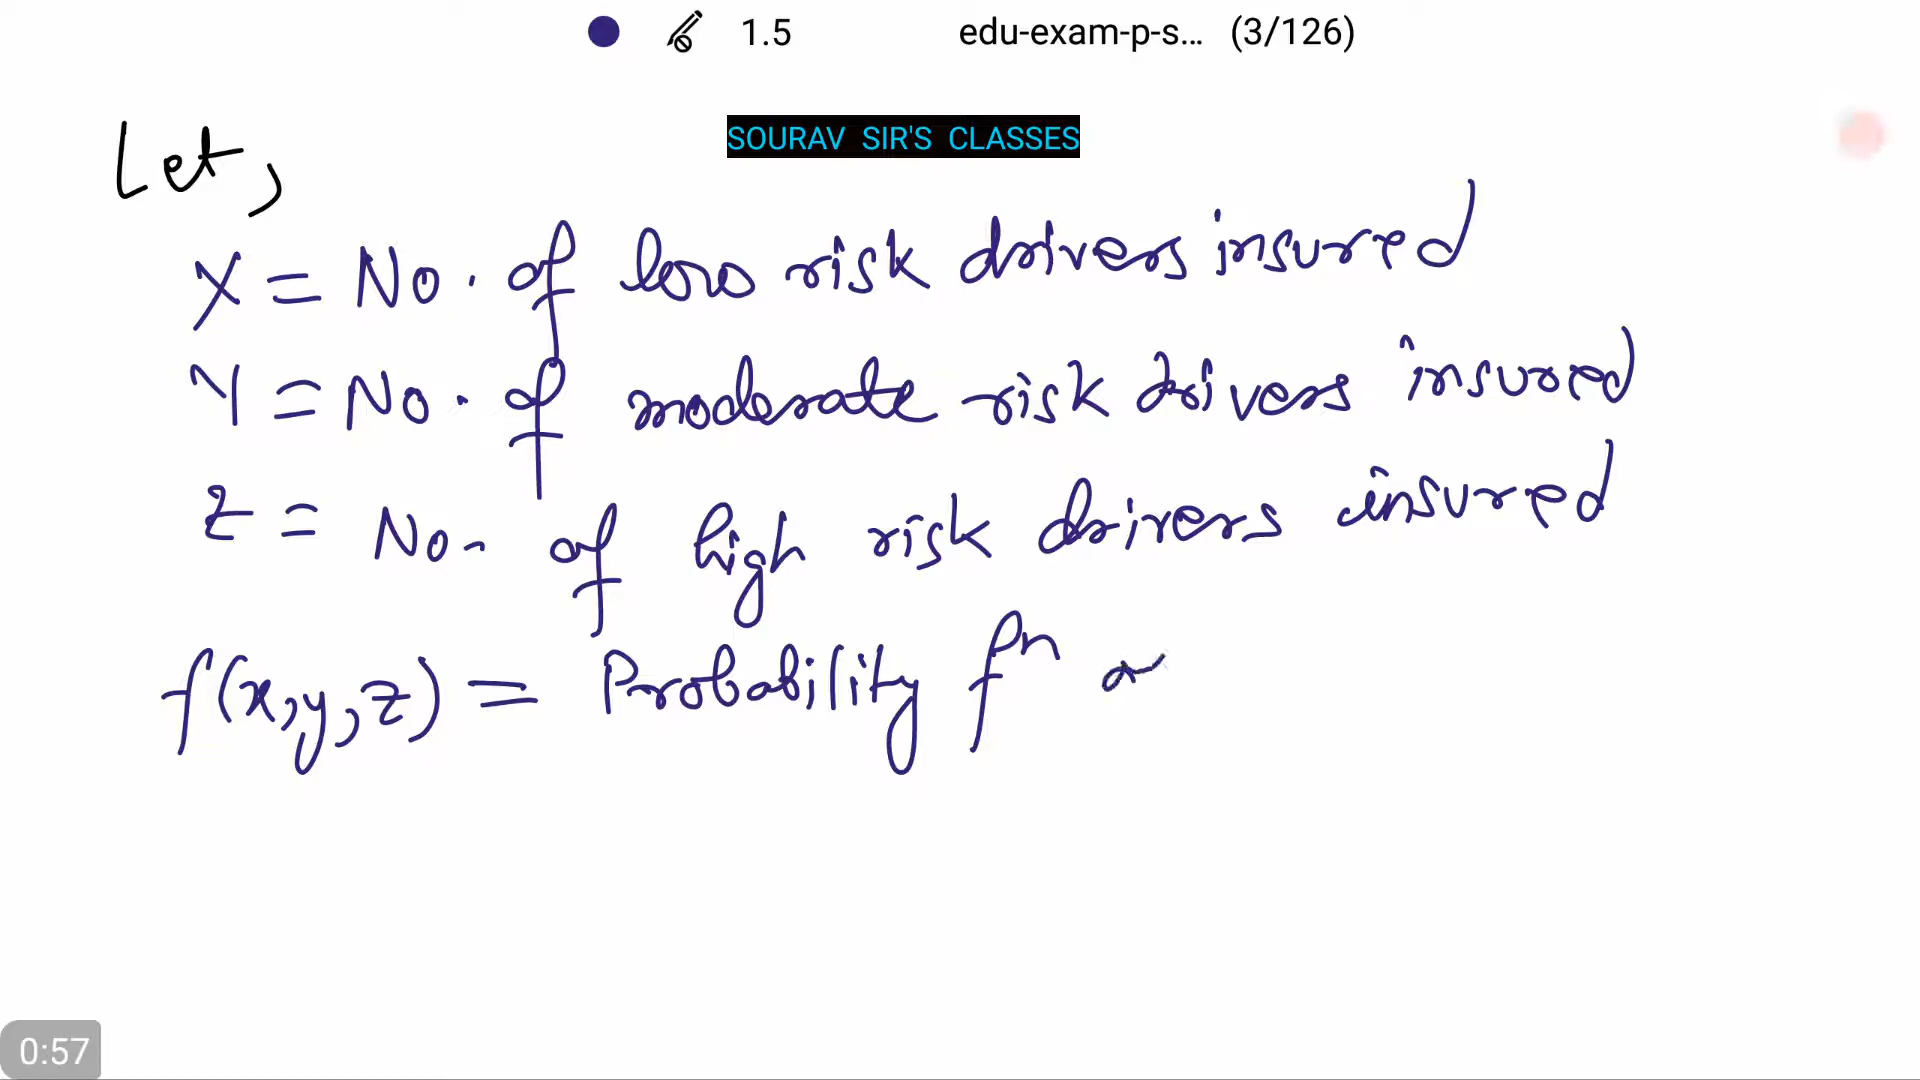 1.5 edu-exam-p-s... (3/126)
SOURAV SIR'S CLASSES
Let,
X = No. of low risk drivers insured
Y = No. of moderate risk drivers insured
Z = No. of high risk drivers insured
f(x,y,z) = Probability fn
0:57